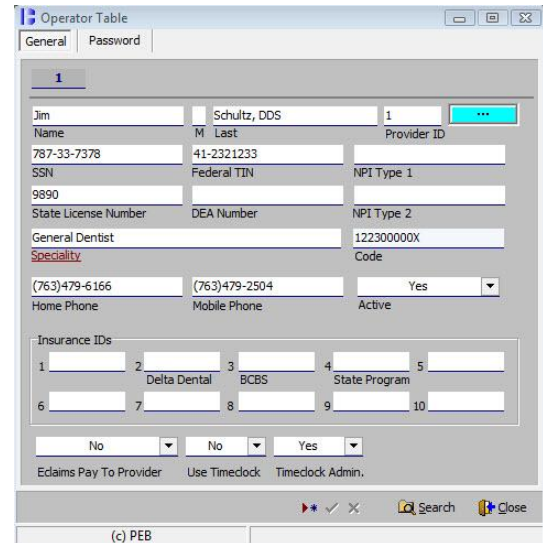 Operator Table
General Password
1
Jim Schultz, DDS 1 ...
Name M Last Provider ID
787-33-7378 41-2321233
SSN Federal TIN NPI Type 1
9890
State License Number DEA Number NPI Type 2
General Dentist 122300000X
Speciality Code
(763)479-6166 (763)479-2504 Yes
Home Phone Mobile Phone Active
Insurance IDs
1 2 3 4 5
Delta Dental BCBS State Program
6 7 8 9 10
No No Yes
Eclaims Pay To Provider Use Timeclock Timeclock Admin.
Search Close
(c) PEB